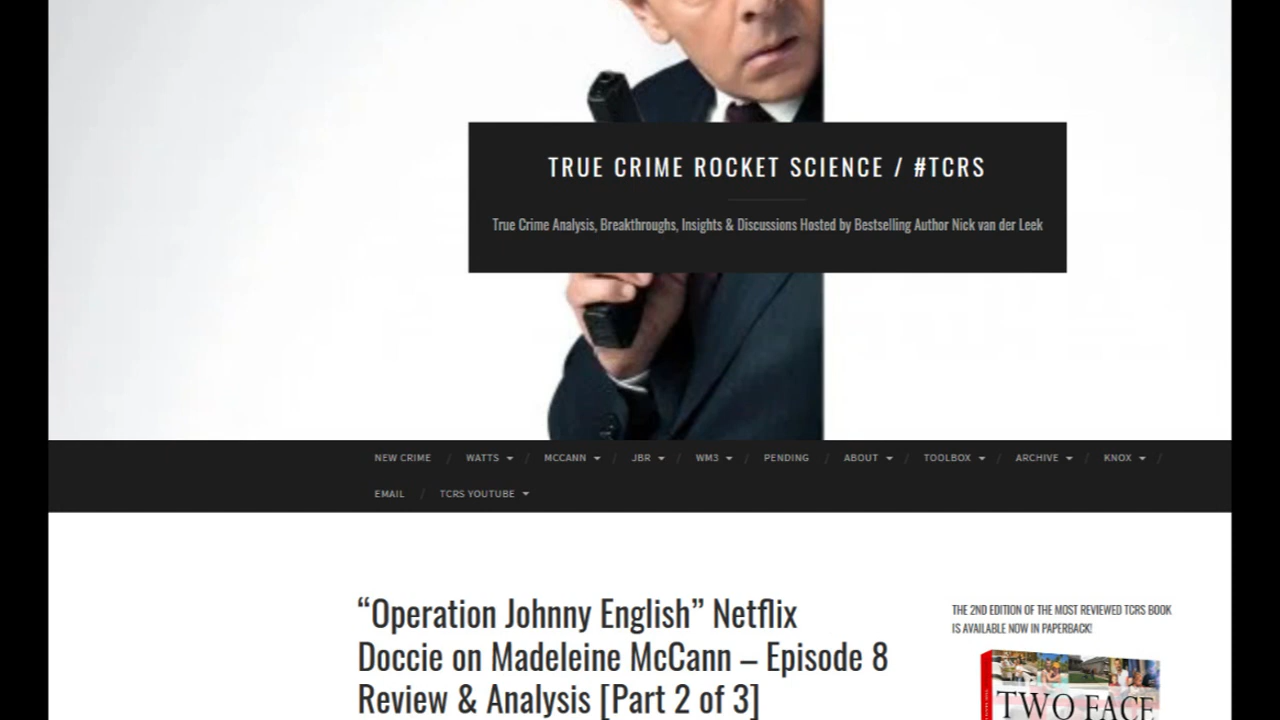 TRUE CRIME ROCKET SCIENCE / #TCRS
True Crime Analysis, Breakthroughs, Insights & Discussions Hosted by Bestselling Author Nick van der Leek
NEW CRIME / WATTS / MCCANN / JBR / WM3 / PENDING / ABOUT / TOOLBOX / ARCHIVE / KNOX /
EMAIL / TCRS YOUTUBE
“Operation Johnny English” Netflix
Doccie on Madeleine McCann – Episode 8
Review & Analysis [Part 2 of 3]
THE 2ND EDITION OF THE MOST REVIEWED TCRS BOOK
IS AVAILABLE NOW IN PAPERBACK!
TWO FACE